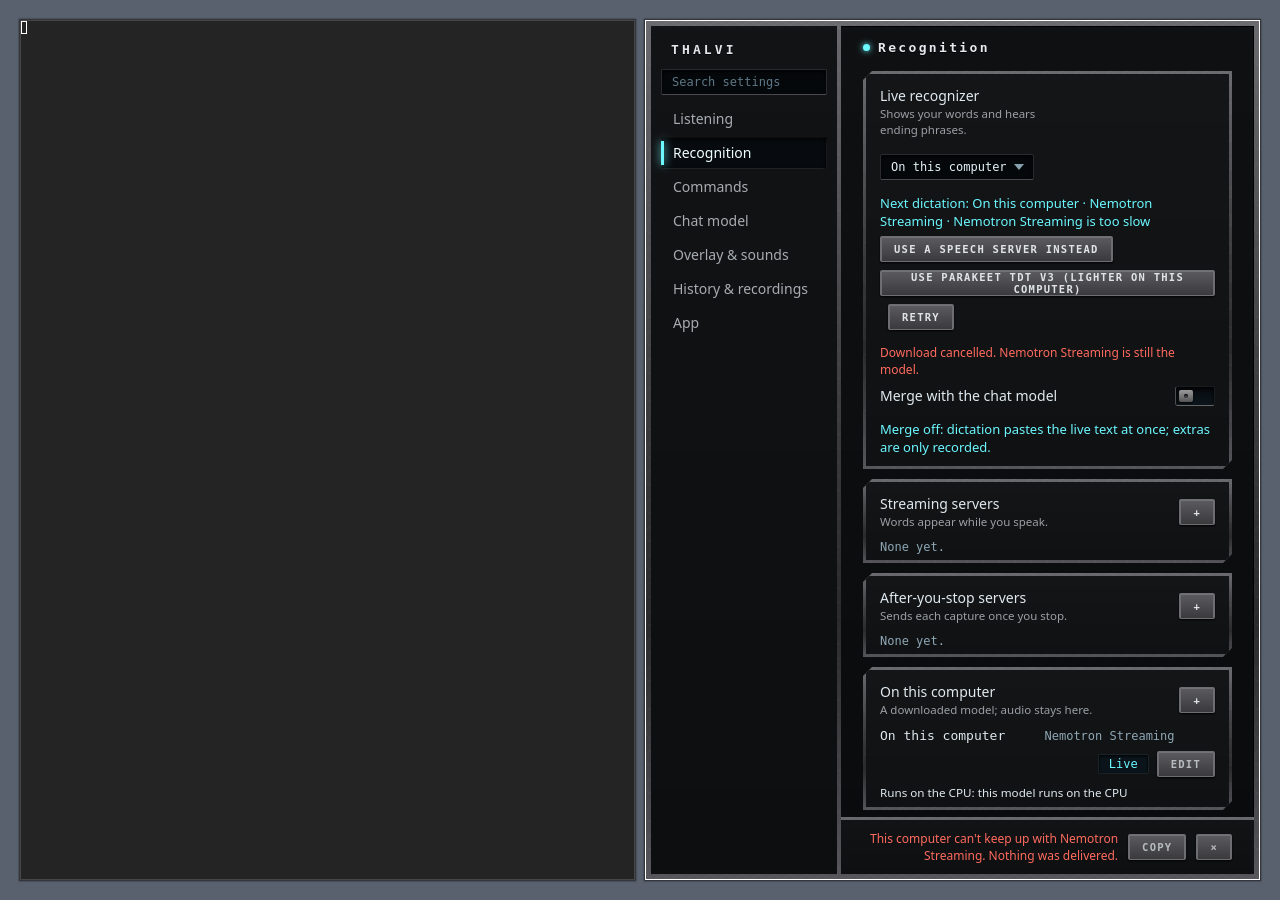 THALVI
Search settings
Listening
Recognition
Commands
Chat model
Overlay & sounds
History & recordings
App
Recognition
Live recognizer
Shows your words and hears
ending phrases.
On this computer
Next dictation: On this computer · Nemotron
Streaming · Nemotron Streaming is too slow
USE A SPEECH SERVER INSTEAD
USE PARAKEET TDT V3 (LIGHTER ON THIS
COMPUTER)
RETRY
Download cancelled. Nemotron Streaming is still the
model.
Merge with the chat model
Merge off: dictation pastes the live text at once; extras
are only recorded.
Streaming servers
Words appear while you speak.
+
None yet.
After-you-stop servers
Sends each capture once you stop.
+
None yet.
On this computer
A downloaded model; audio stays here.
+
On this computer Nemotron Streaming
Live EDIT
Runs on the CPU: this model runs on the CPU
This computer can't keep up with Nemotron
Streaming. Nothing was delivered.
COPY ×